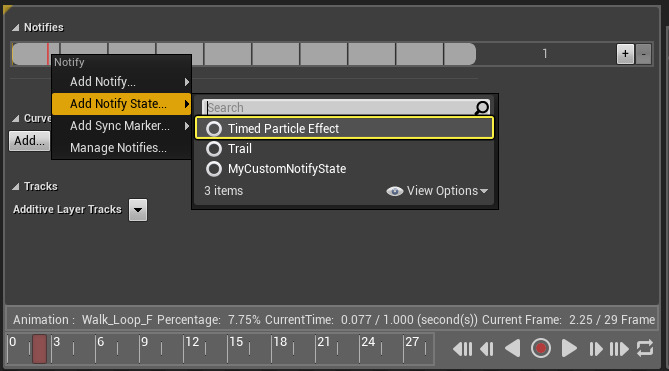 Notifies
1
+
-
Notify
Add Notify...
Add Notify State...
Add Sync Marker...
Manage Notifies...
Search
Timed Particle Effect
Trail
MyCustomNotifyState
3 items
View Options
Curve
Add...
Tracks
Additive Layer Tracks
Animation : Walk_Loop_F Percentage: 7.75% CurrentTime: 0.077 / 1.000 (second(s)) Current Frame: 2.25 / 29 Frame
0 3 6 9 12 15 18 21 24 27